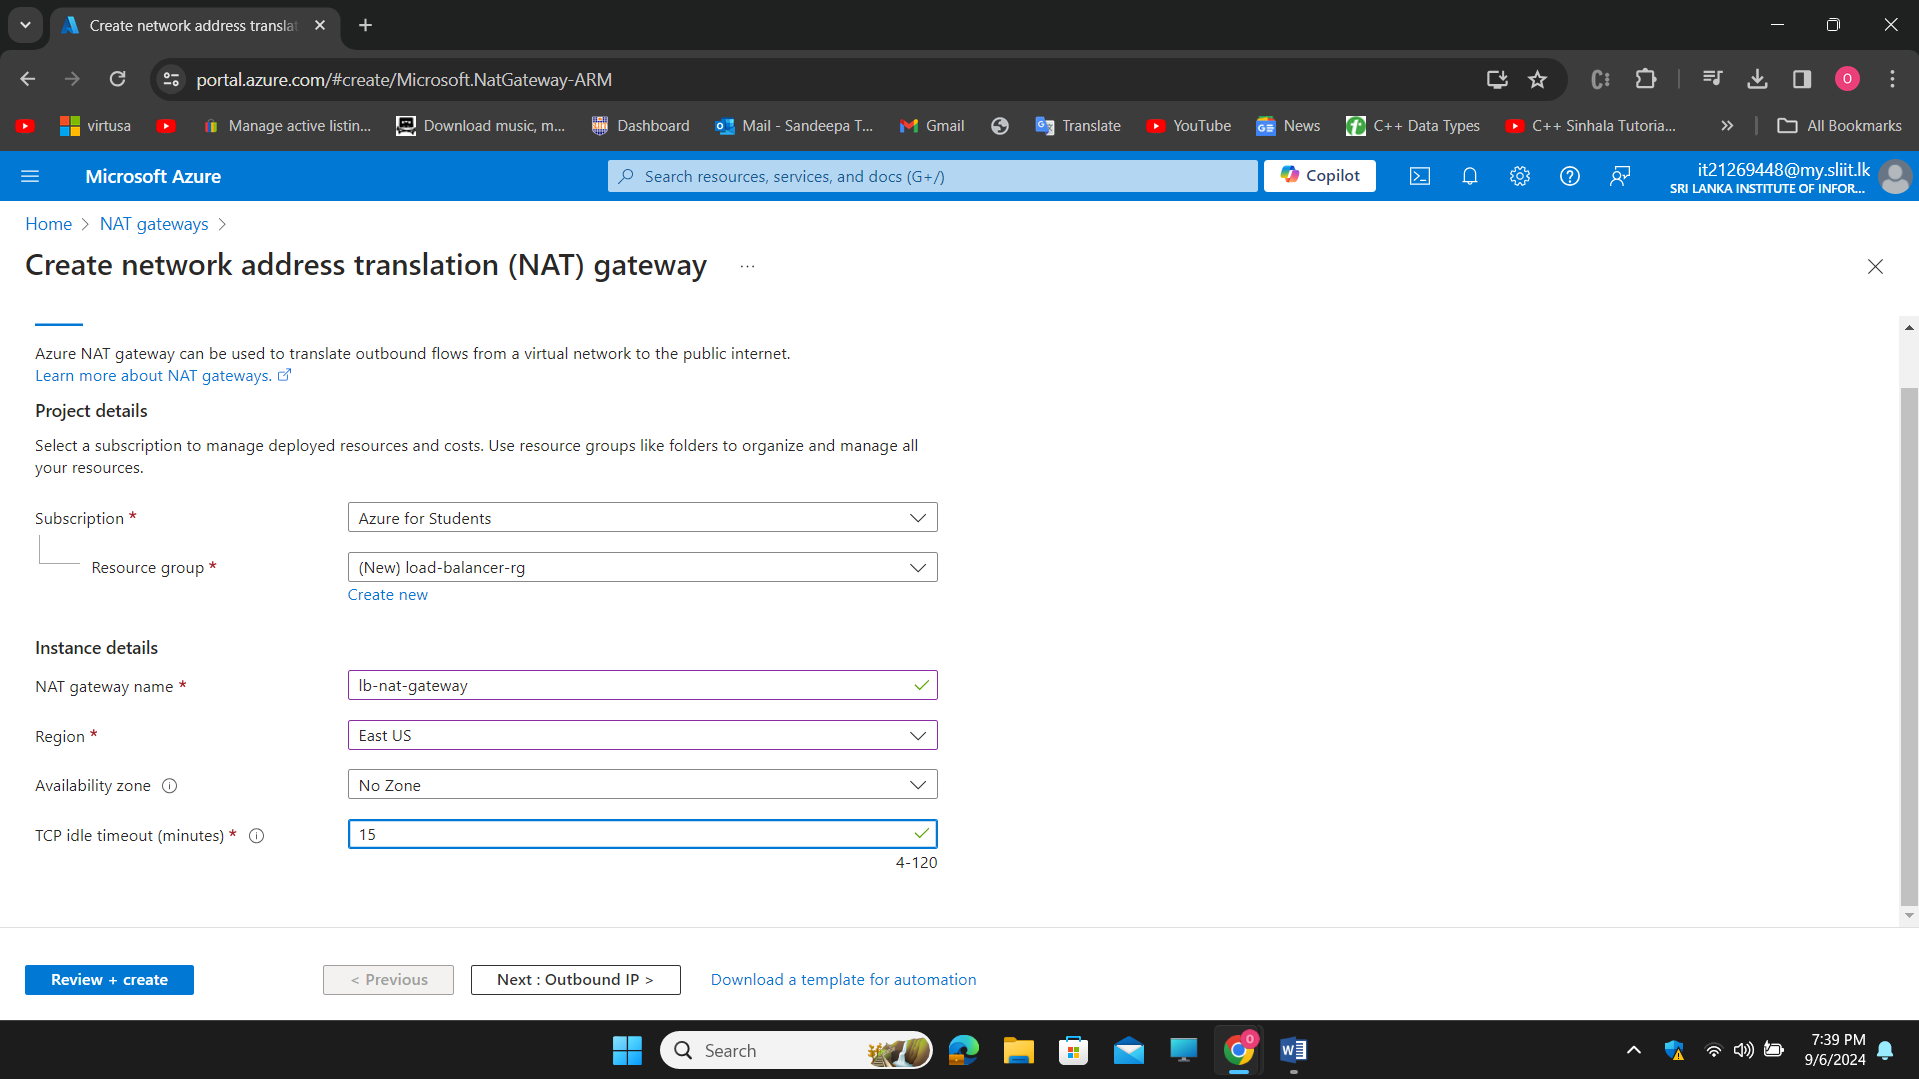 Create network address translat
portal.azure.com/#create/Microsoft.NatGateway-ARM
O
virtusa
Manage active listin...
Download music, m...
Dashboard
Mail - Sandeepa T...
Gmail
Translate
YouTube
News
C++ Data Types
C++ Sinhala Tutoria...
All Bookmarks
Microsoft Azure
Search resources, services, and docs (G+/)
Copilot
it21269448@my.sliit.lk
SRI LANKA INSTITUTE OF INFOR...
Home > NAT gateways >
Create network address translation (NAT) gateway ...
Azure NAT gateway can be used to translate outbound flows from a virtual network to the public internet.
Learn more about NAT gateways.
Project details
Select a subscription to manage deployed resources and costs. Use resource groups like folders to organize and manage all
your resources.
Subscription *
Azure for Students
Resource group *
(New) load-balancer-rg
Create new
Instance details
NAT gateway name *
lb-nat-gateway
Region *
East US
Availability zone
No Zone
TCP idle timeout (minutes) *
15
4-120
Review + create
< Previous
Next : Outbound IP >
Download a template for automation
Search
7:39 PM
9/6/2024